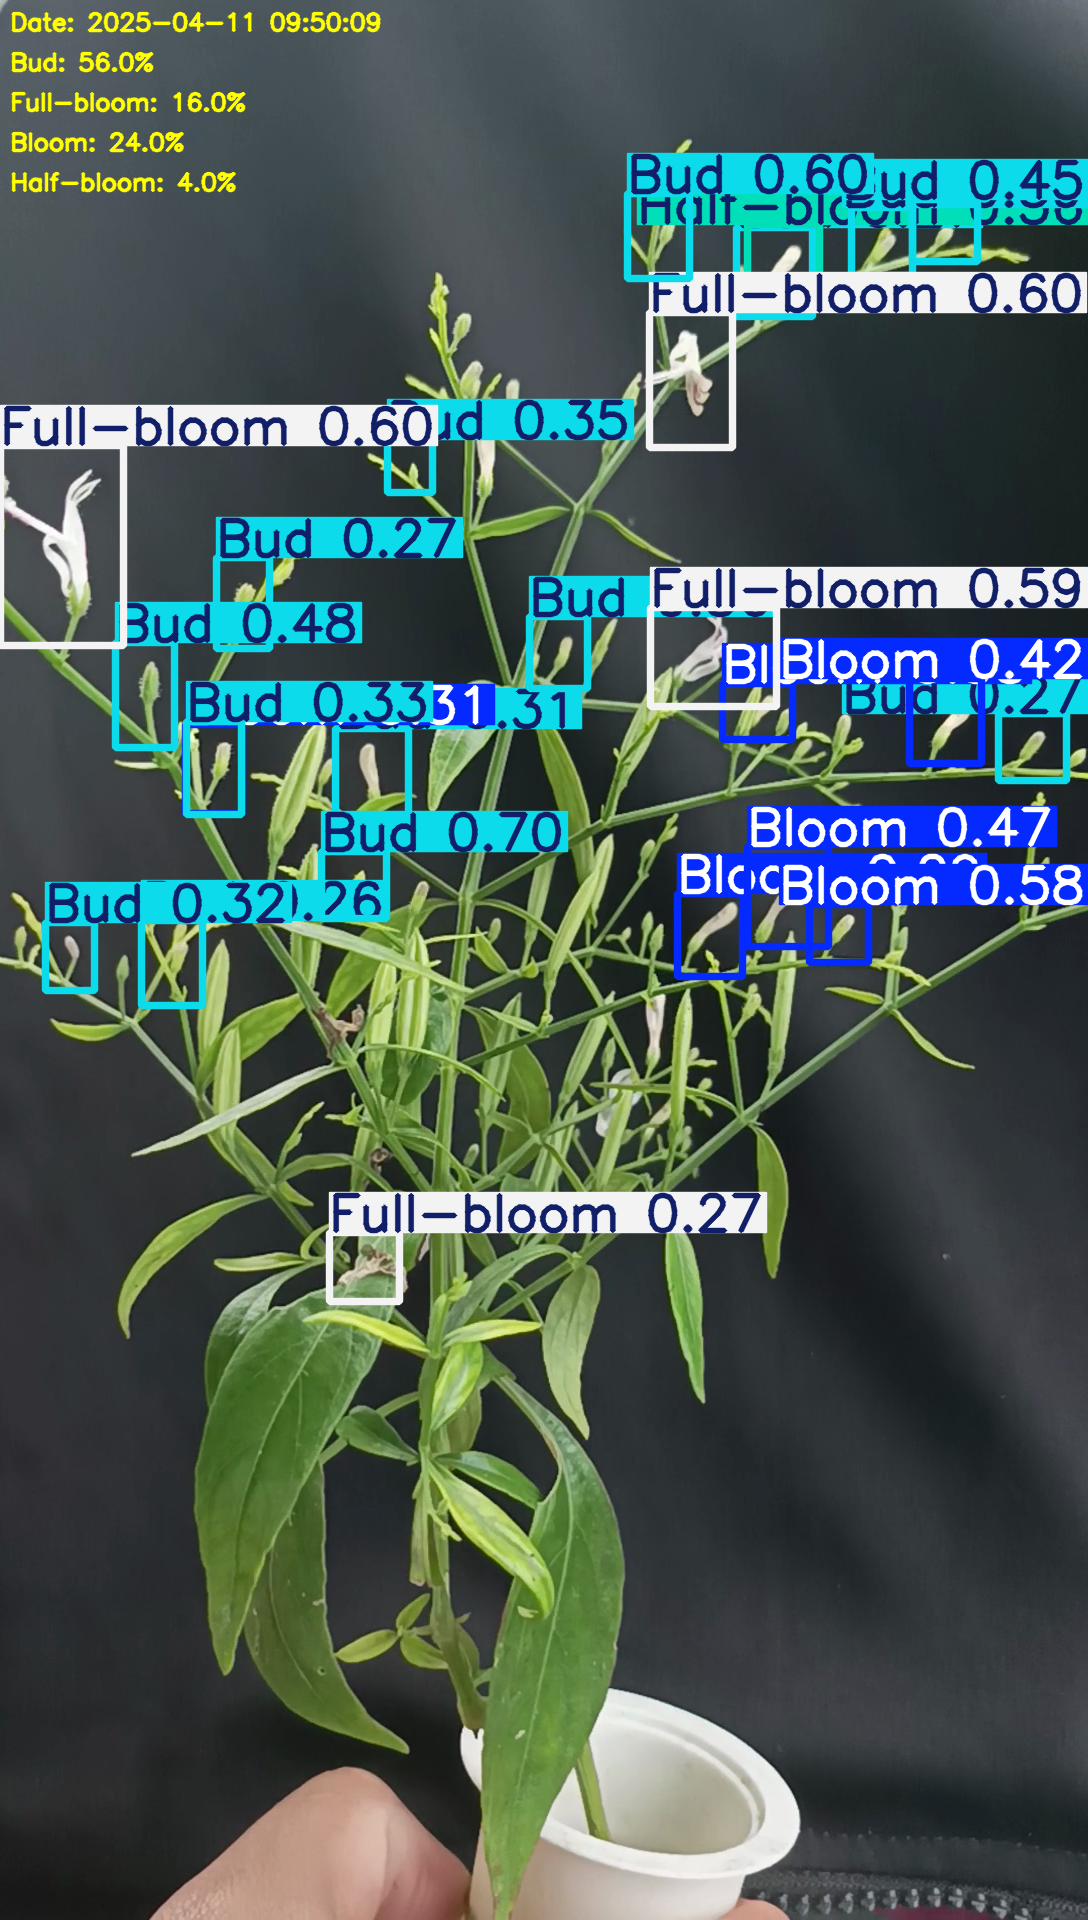 Date: 2025-04-11 09:50:09
Bud: 56.0%
Full-bloom: 16.0%
Bloom: 24.0%
Half-bloom: 4.0%
Bud 0.60
0.45
Full-bloom 0.60
Full-bloom 0.60
0.35
Bud 0.27
Bud
Full-bloom 0.59
Bud 0.48
Bloom 0.42
Bud 0.27
Bud 0.33
Bloom 0.47
Bud 0.70
Bloom 0.58
Bud 0.32
Full-bloom 0.27